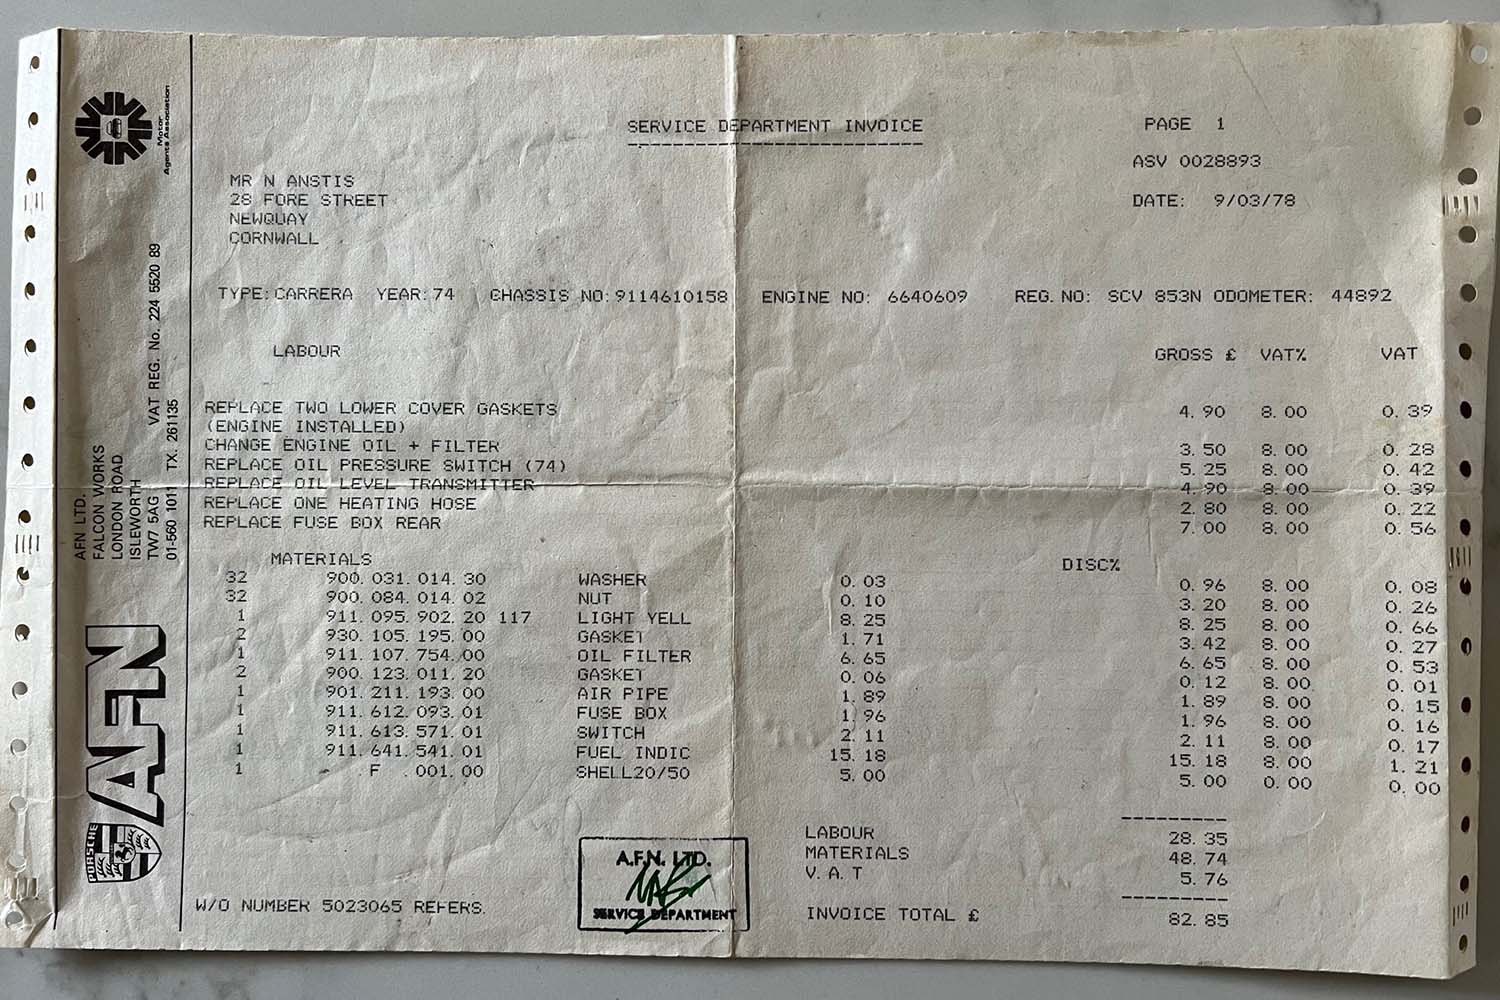 Motor
Agents Association
SERVICE DEPARTMENT INVOICE
PAGE 1
ASV 0028893
DATE: 9/03/78
MR N ANSTIS
28 FORE STREET
NEWQUAY
CORNWALL
TYPE: CARRERA YEAR: 74 CHASSIS NO: 9114610158 ENGINE NO: 6640609 REG. NO: SCV 853N ODOMETER: 44892
LABOUR GROSS £ VAT% VAT
REPLACE TWO LOWER COVER GASKETS 4. 90 8. 00 0. 39
(ENGINE INSTALLED)
CHANGE ENGINE OIL + FILTER 3. 50 8. 00 0. 28
REPLACE OIL PRESSURE SWITCH (74) 5. 25 8. 00 0. 42
REPLACE OIL LEVEL TRANSMITTER 4. 90 8. 00 0. 39
REPLACE ONE HEATING HOSE 2. 80 8. 00 0. 22
REPLACE FUSE BOX REAR 7. 00 8. 00 0. 56
MATERIALS DISC%
32 900. 031. 014. 30 WASHER 0. 03 0. 96 8. 00 0. 08
32 900. 084. 014. 02 NUT 0. 10 3. 20 8. 00 0. 26
1 911. 095. 902. 20 117 LIGHT YELL 8. 25 8. 25 8. 00 0. 66
2 930. 105. 195. 00 GASKET 1. 71 3. 42 8. 00 0. 27
1 911. 107. 754. 00 OIL FILTER 6. 65 6. 65 8. 00 0. 53
2 900. 123. 011. 20 GASKET 0. 06 0. 12 8. 00 0. 01
1 901. 211. 193. 00 AIR PIPE 1. 89 1. 89 8. 00 0. 15
1 911. 612. 093. 01 FUSE BOX 1. 96 1. 96 8. 00 0. 16
1 911. 613. 571. 01 SWITCH 2. 11 2. 11 8. 00 0. 17
1 911. 641. 541. 01 FUEL INDIC 15. 18 15. 18 8. 00 1. 21
1 . F . 001. 00 SHELL20/50 5. 00 5. 00 0. 00 0. 00
LABOUR 28. 35
MATERIALS 48. 74
V. A. T 5. 76
INVOICE TOTAL £ 82. 85
W/O NUMBER 5023065 REFERS.
A.F.N. LTD.
SERVICE DEPARTMENT
AFN LTD.
FALCON WORKS
LONDON ROAD
ISLEWORTH
TW7 5AG VAT REG. No. 224 5520 89
01-560 1011 TX. 261135
AFN
PORSCHE